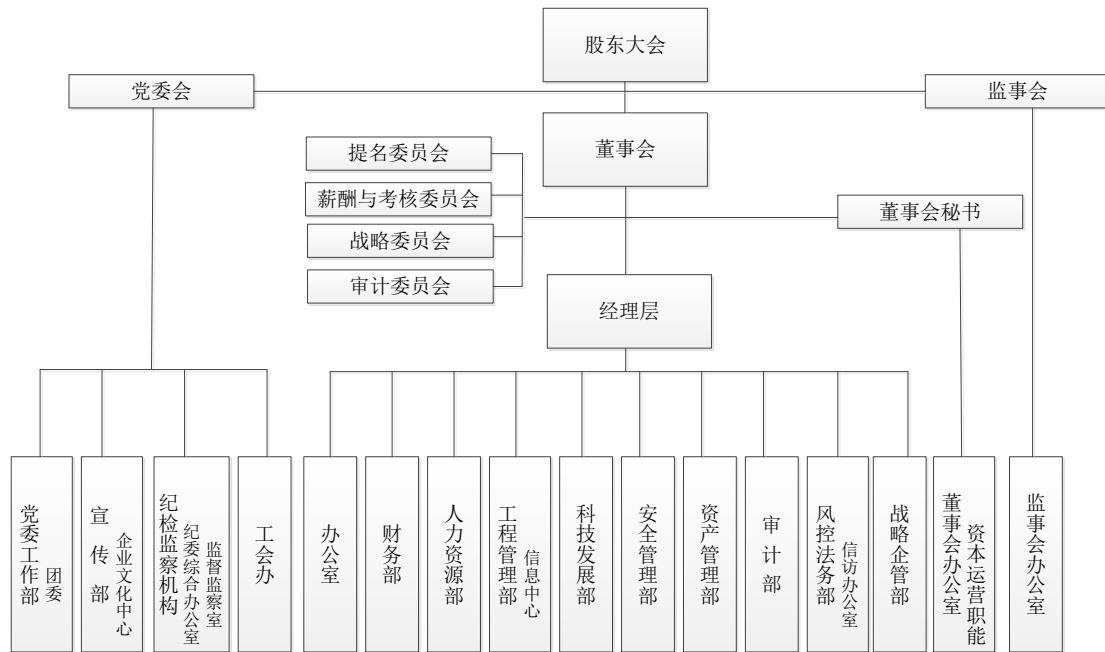 股东大会
党委会
监事会
董事会
提名委员会
薪酬与考核委员会
战略委员会
审计委员会
董事会秘书
经理层
党委工作部
团委
宣传部
企业文化中心
纪检监察机构
纪委综合办公室
监督监察室
工会办
办公室
财务部
人力资源部
工程管理部
信息中心
科技发展部
安全管理部
资产管理部
审计部
风控法务部
信访办公室
战略企管部
董事会办公室
资本运营职能
监事会办公室